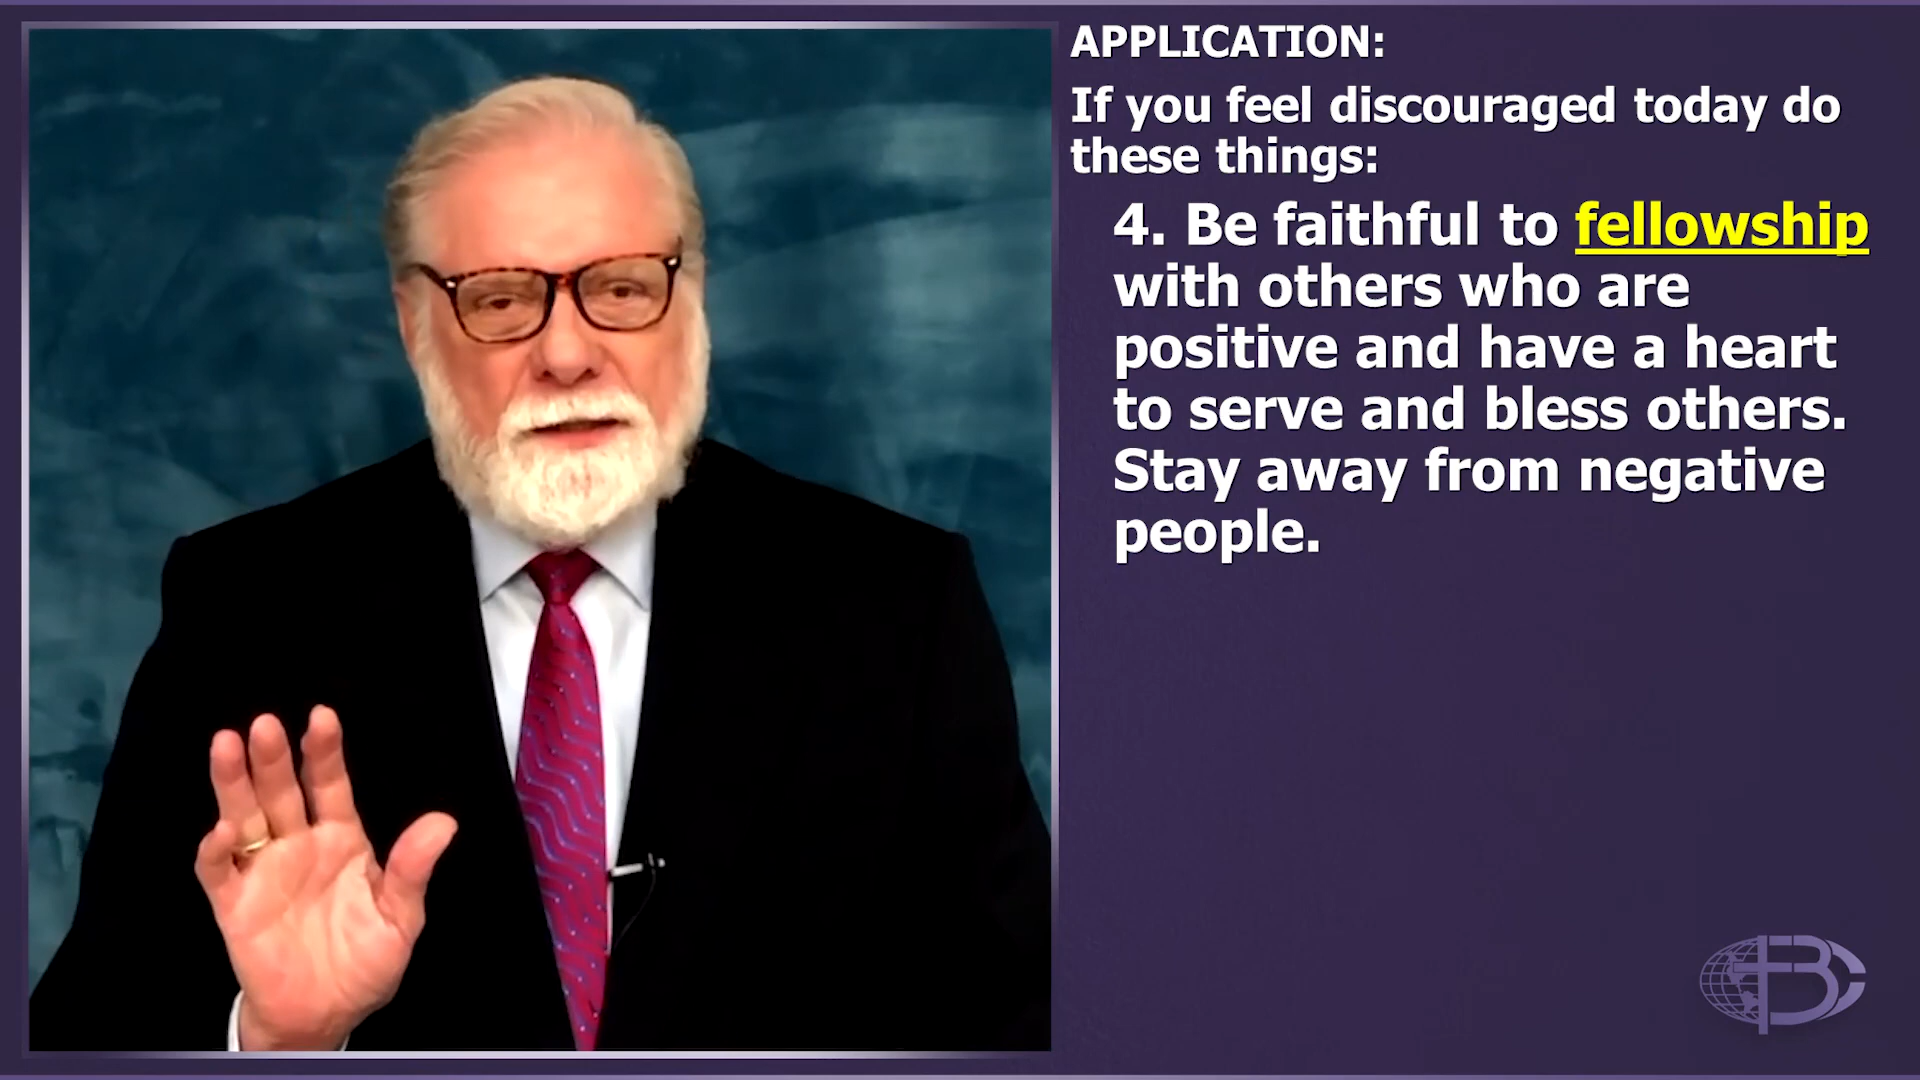 APPLICATION:
If you feel discouraged today do
these things:
4. Be faithful to fellowship
with others who are
positive and have a heart
to serve and bless others.
Stay away from negative
people.
FBC